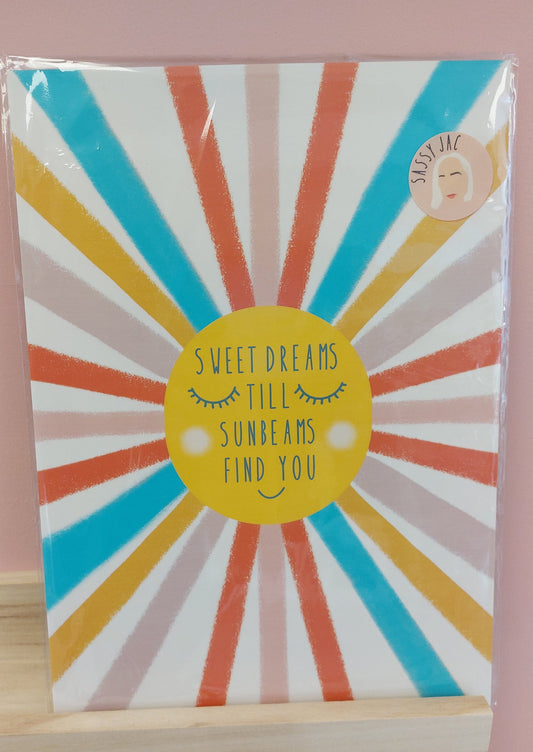 SASSY JAC
SWEET DREAMS
TILL
SUNBEAMS
FIND YOU